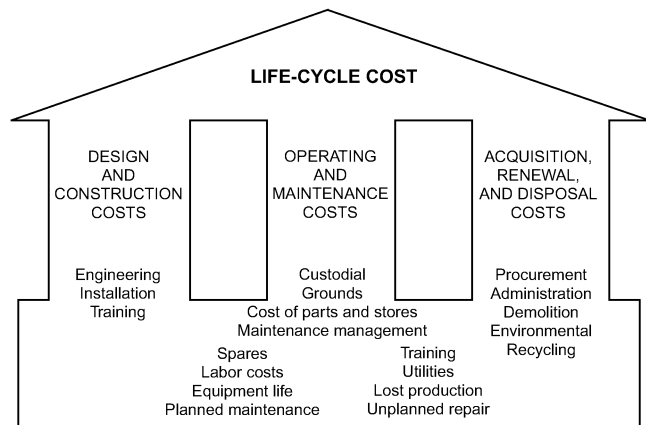 LIFE-CYCLE COST
DESIGN
AND
CONSTRUCTION
COSTS
Engineering
Installation
Training
OPERATING
AND
MAINTENANCE
COSTS
Custodial
Grounds
Cost of parts and stores
Maintenance management
Spares
Labor costs
Equipment life
Planned maintenance
Training
Utilities
Lost production
Unplanned repair
ACQUISITION,
RENEWAL,
AND DISPOSAL
COSTS
Procurement
Administration
Demolition
Environmental
Recycling